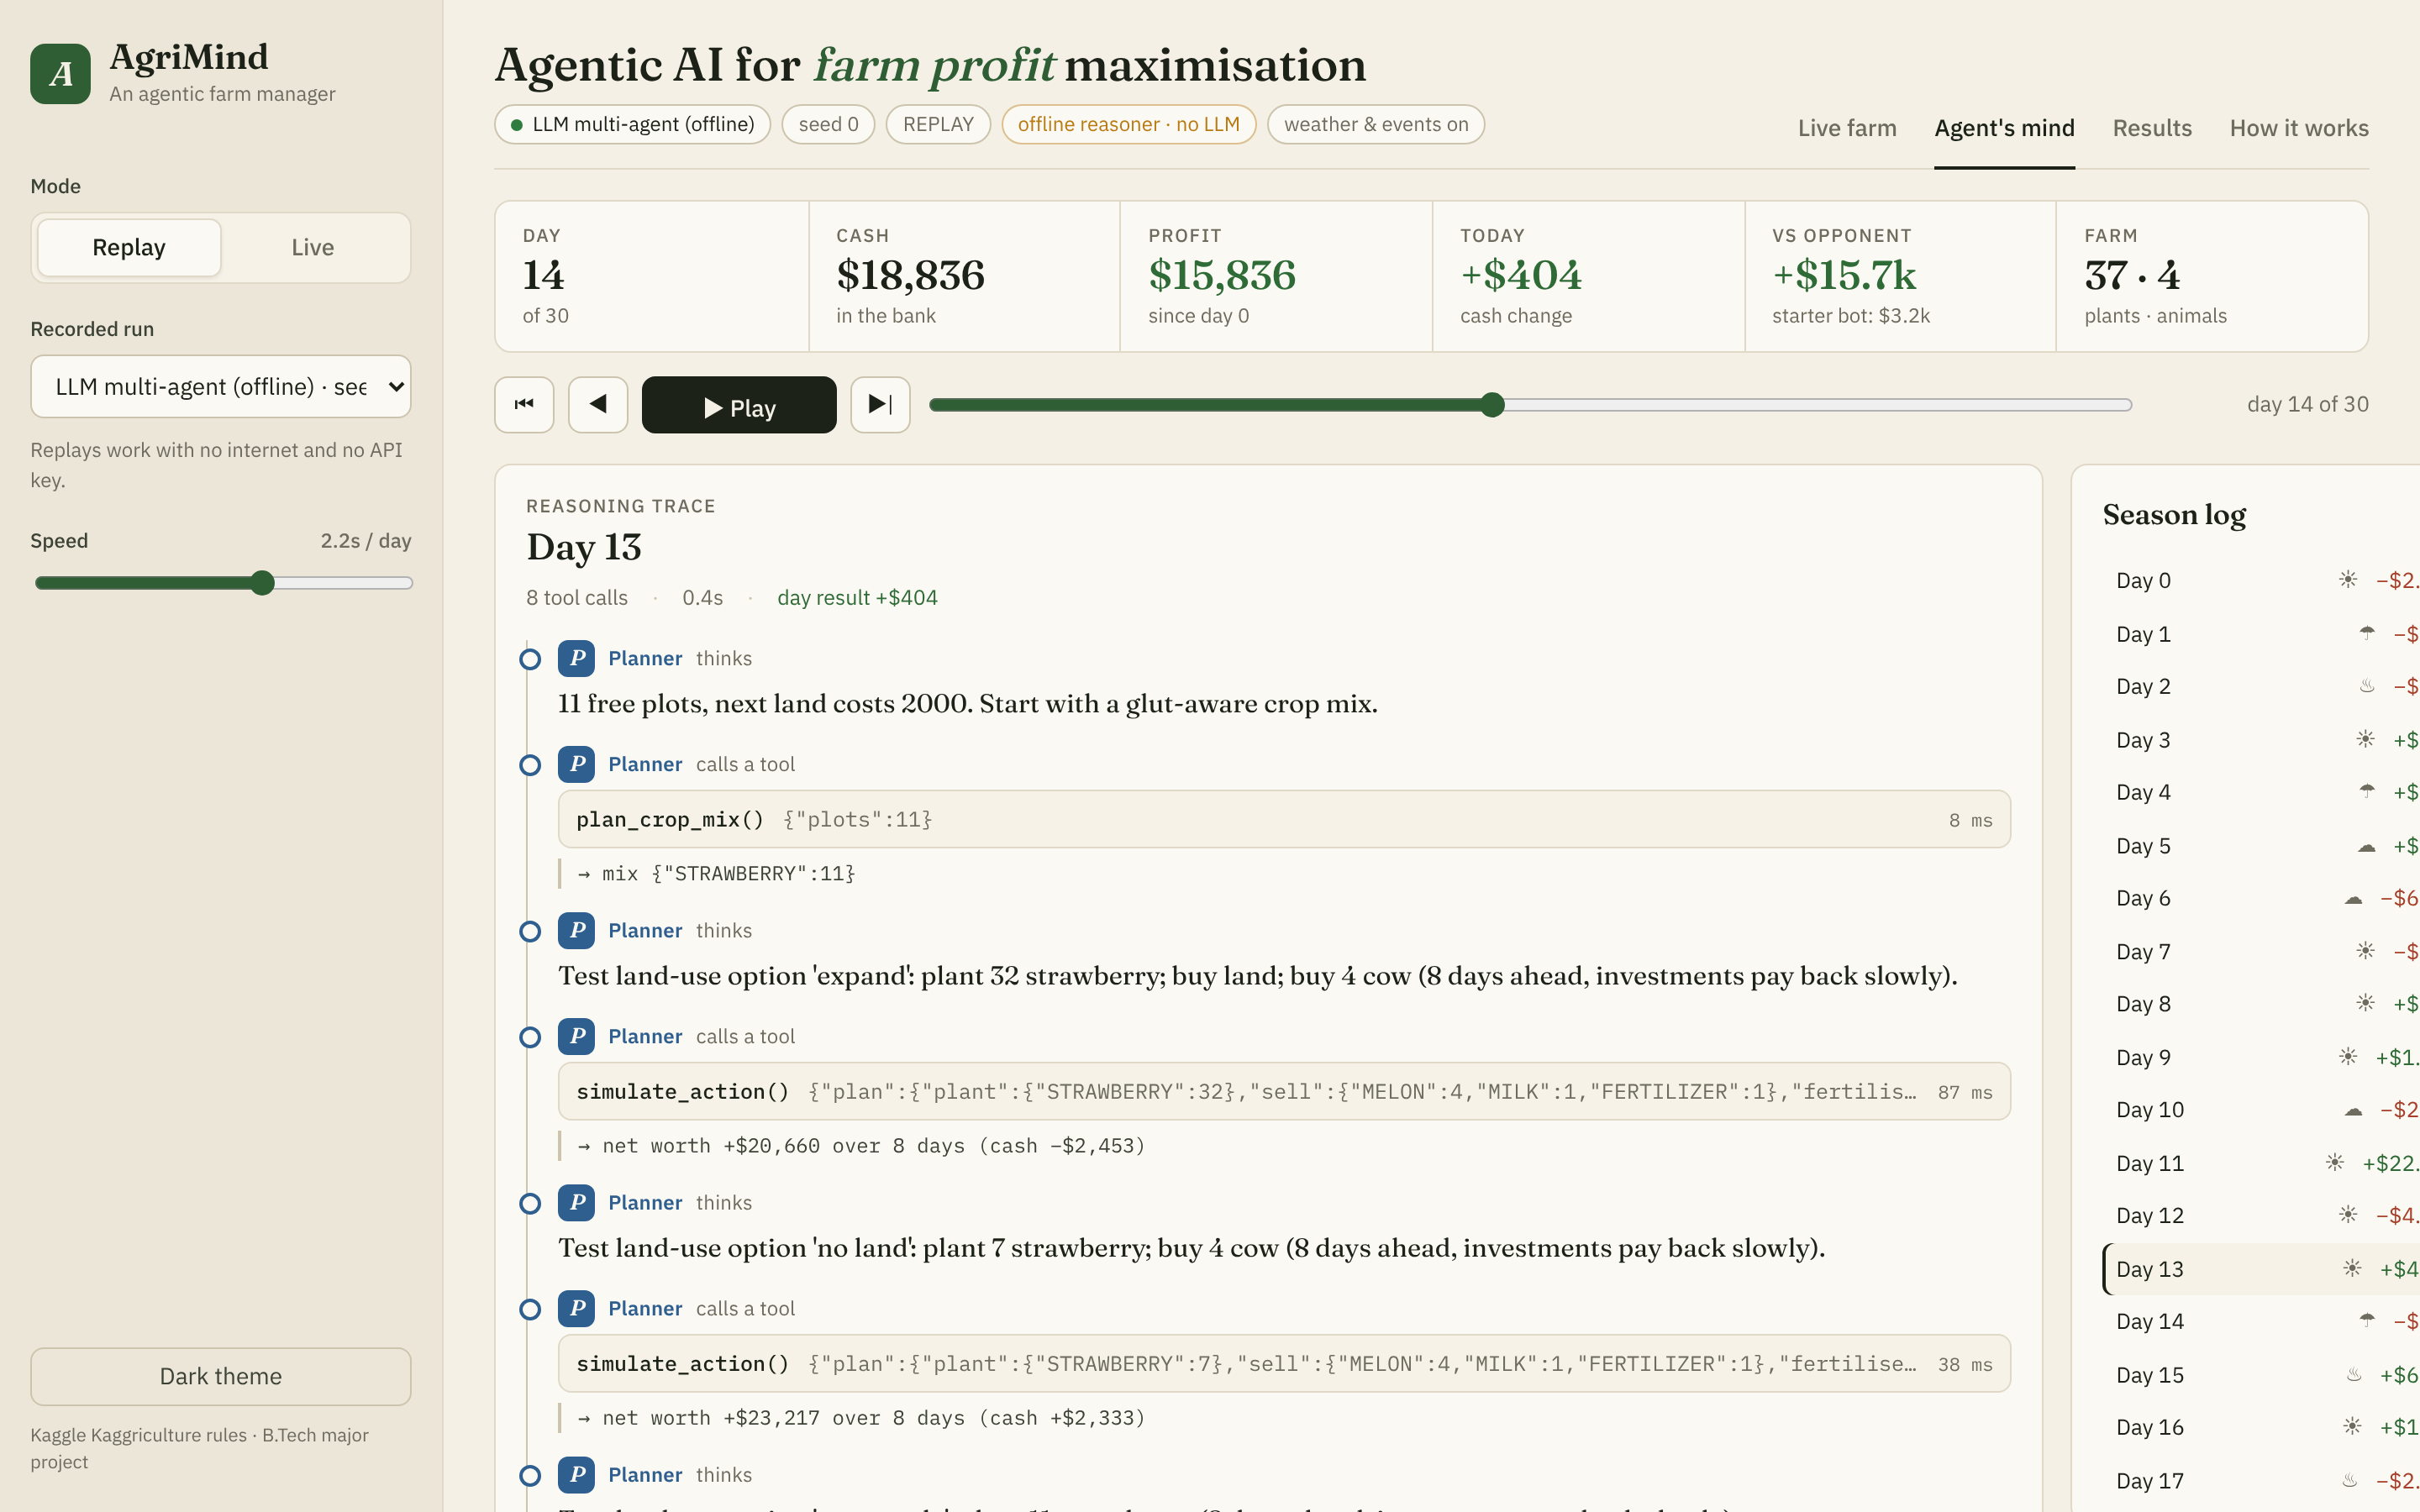 A
AgriMind
An agentic farm manager
Mode
Replay
Live
Recorded run
LLM multi-agent (offline) · see
Replays work with no internet and no API
key.
Speed
2.2s / day
Dark theme
Kaggle Kaggriculture rules · B.Tech major
project
Agentic AI for farm profit maximisation
LLM multi-agent (offline)
seed 0
REPLAY
offline reasoner · no LLM
weather & events on
Live farm
Agent's mind
Results
How it works
DAY
14
of 30
CASH
$18,836
in the bank
PROFIT
$15,836
since day 0
TODAY
+$404
cash change
VS OPPONENT
+$15.7k
starter bot: $3.2k
FARM
37 · 4
plants · animals
Play
day 14 of 30
REASONING TRACE
Day 13
8 tool calls · 0.4s · day result +$404
P Planner thinks
11 free plots, next land costs 2000. Start with a glut-aware crop mix.
P Planner calls a tool
plan_crop_mix() {"plots":11} 8 ms
→ mix {"STRAWBERRY":11}
P Planner thinks
Test land-use option 'expand': plant 32 strawberry; buy land; buy 4 cow (8 days ahead, investments pay back slowly).
P Planner calls a tool
simulate_action() {"plan":{"plant":{"STRAWBERRY":32},"sell":{"MELON":4,"MILK":1,"FERTILIZER":1},"fertilis… 87 ms
→ net worth +$20,660 over 8 days (cash −$2,453)
P Planner thinks
Test land-use option 'no land': plant 7 strawberry; buy 4 cow (8 days ahead, investments pay back slowly).
P Planner calls a tool
simulate_action() {"plan":{"plant":{"STRAWBERRY":7},"sell":{"MELON":4,"MILK":1,"FERTILIZER":1},"fertilise… 38 ms
→ net worth +$23,217 over 8 days (cash +$2,333)
P Planner thinks
Season log
Day 0 −$2.
Day 1 −$
Day 2 −$
Day 3 +$
Day 4 +$
Day 5 +$
Day 6 −$6
Day 7 −$
Day 8 +$
Day 9 +$1.
Day 10 −$2
Day 11 +$22.
Day 12 −$4.
Day 13 +$4
Day 14 −$
Day 15 +$6
Day 16 +$1
Day 17 −$2.